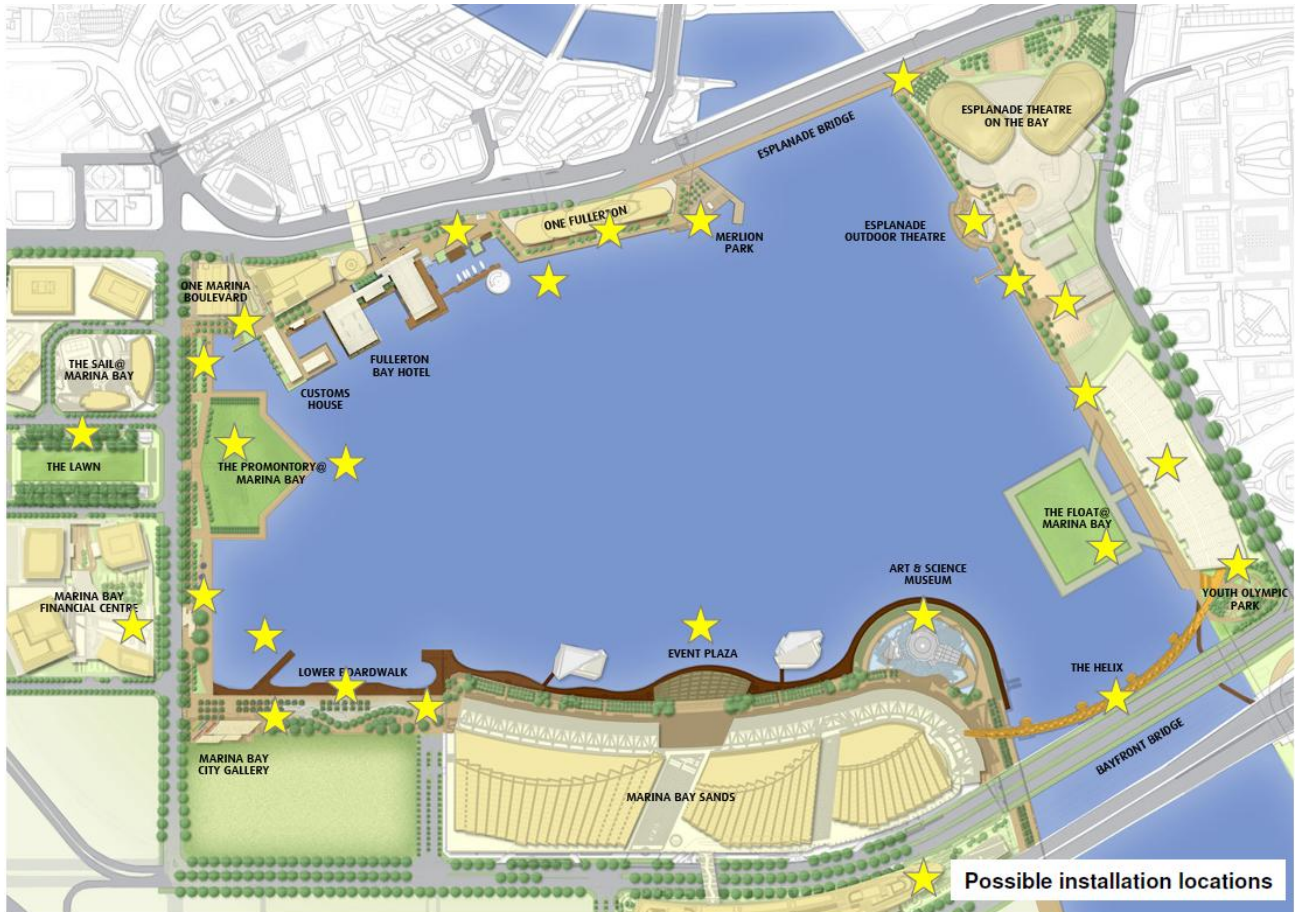 ESPLANADE THEATRE
ON THE BAY
ESPLANADE BRIDGE
ONE FULLERTON
MERLION
PARK
ESPLANADE
OUTDOOR THEATRE
ONE MARINA
BOULEVARD
FULLERTON
BAY HOTEL
THE SAIL@
MARINA BAY
CUSTOMS
HOUSE
THE LAWN
THE PROMONTORY@
MARINA BAY
THE FLOAT@
MARINA BAY
ART & SCIENCE
MUSEUM
MARINA BAY
FINANCIAL CENTRE
YOUTH OLYMPIC
PARK
EVENT PLAZA
LOWER BOARDWALK
THE HELIX
BAYFRONT BRIDGE
MARINA BAY
CITY GALLERY
MARINA BAY SANDS
Possible installation locations